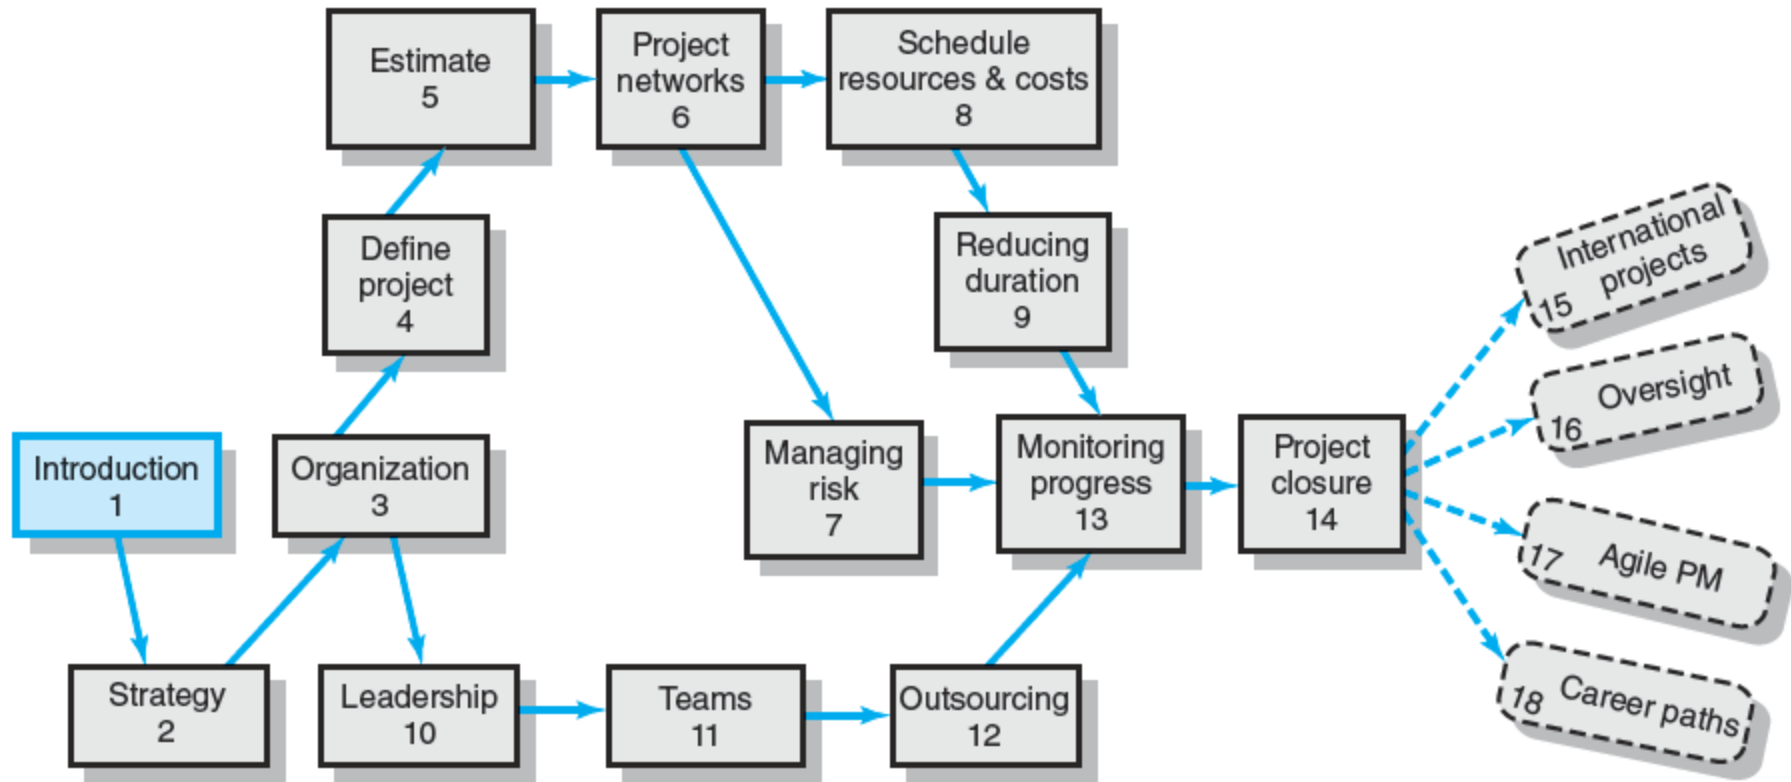 Estimate
5
Project
networks
6
Schedule
resources & costs
8
Define
project
4
Reducing
duration
9
International
projects
15
Oversight
16
Introduction
1
Organization
3
Managing
risk
7
Monitoring
progress
13
Project
closure
14
Agile PM
17
Strategy
2
Leadership
10
Teams
11
Outsourcing
12
Career paths
18